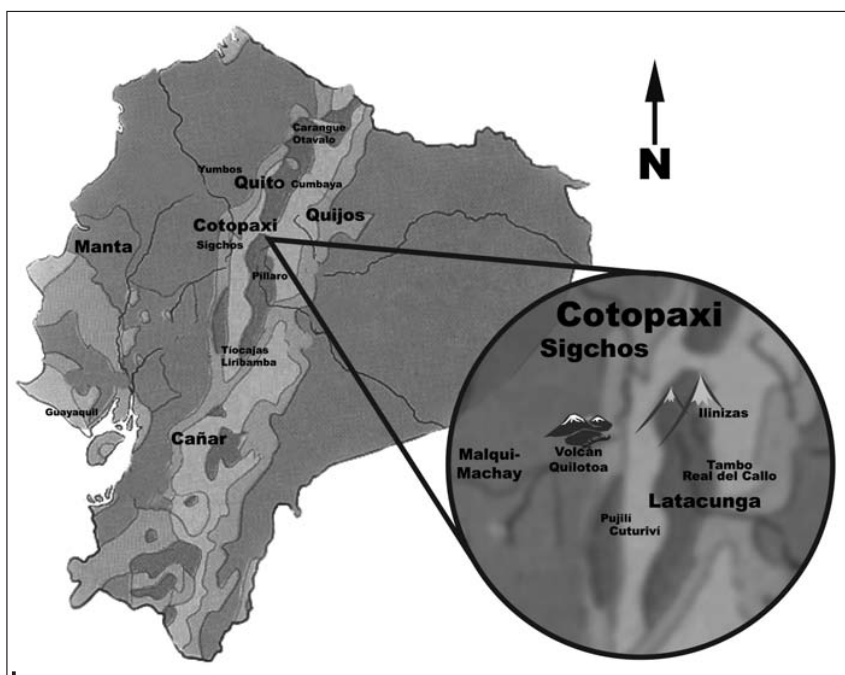 Carangue
Otavalo
N
Yumbos
Quito
Cumbaya
Cotopaxi
Quijos
Sigchos
Manta
Píllaro
Tiocajas
Liribamba
Guayaquil
Cañar
Cotopaxi
Sigchos
Ilinizas
Malqui-
Machay
Volcán
Quilotoa
Tambo
Real del Callo
Latacunga
Pujilí
Cuturiví